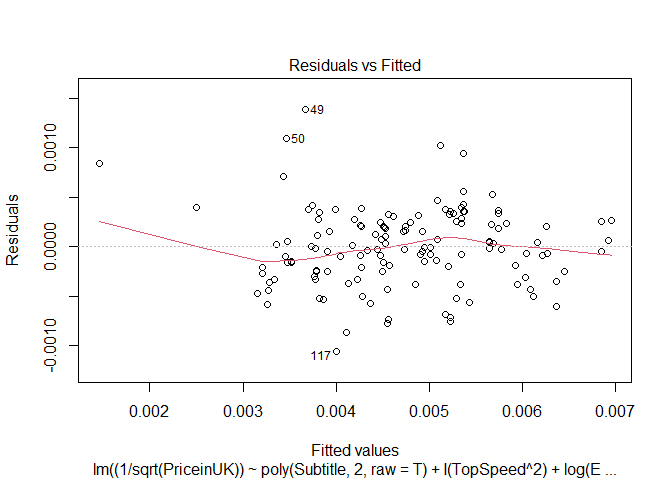 Residuals vs Fitted
Residuals
0.0010
0.0000
-0.0010
49
50
117
0.002 0.003 0.004 0.005 0.006 0.007
Fitted values
lm((1/sqrt(PriceinUK)) ~ poly(Subtitle, 2, raw = T) + I(TopSpeed^2) + log(E ...